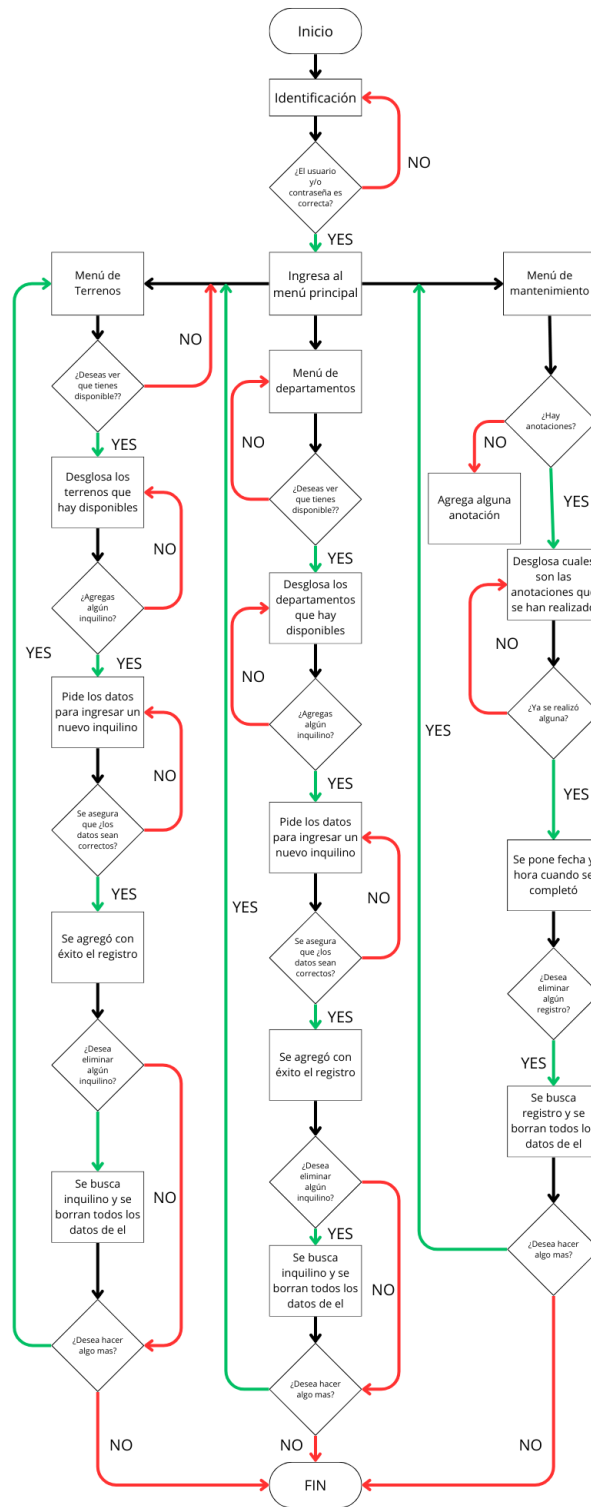 Inicio
Identificación
¿El usuario
y/o
contraseña es
correcta?
NO
YES
Menú de
Terrenos
Ingresa al
menú principal
Menú de
mantenimiento
NO
¿Deseas ver
que tienes
disponible??
YES
Desglosa los
terrenos que
hay disponibles
NO
¿Agregas
algún
inquilino?
YES
YES
Pide los datos
para ingresar un
nuevo inquilino
NO
Se asegura
que ¿los
datos sean
correctos?
YES
Se agregó con
éxito el registro
¿Desea
eliminar
algún
inquilino?
NO
Se busca
inquilino y se
borran todos los
datos de el
¿Desea hacer
algo mas?
NO
Menú de
departamentos
NO
¿Deseas ver
que tienes
disponible??
YES
Desglosa los
departamentos
que hay
disponibles
NO
¿Agregas
algún
inquilino?
YES
Pide los datos
para ingresar un
nuevo inquilino
NO
YES
Se asegura
que ¿los
datos sean
correctos?
YES
Se agregó con
éxito el registro
¿Desea
eliminar
algún
inquilino?
YES
NO
Se busca
inquilino y se
borran todos los
datos de el
¿Desea hacer
algo mas?
NO
FIN
¿Hay
anotaciones?
NO
Agrega alguna
anotación
YES
Desglosa cuales
son las
anotaciones que
se han realizado
NO
YES
¿Ya se realizó
alguna?
YES
Se pone fecha y
hora cuando se
completó
¿Desea
eliminar
algún
registro?
YES
Se busca
registro y se
borran todos los
datos de el
¿Desea hacer
algo mas?
NO